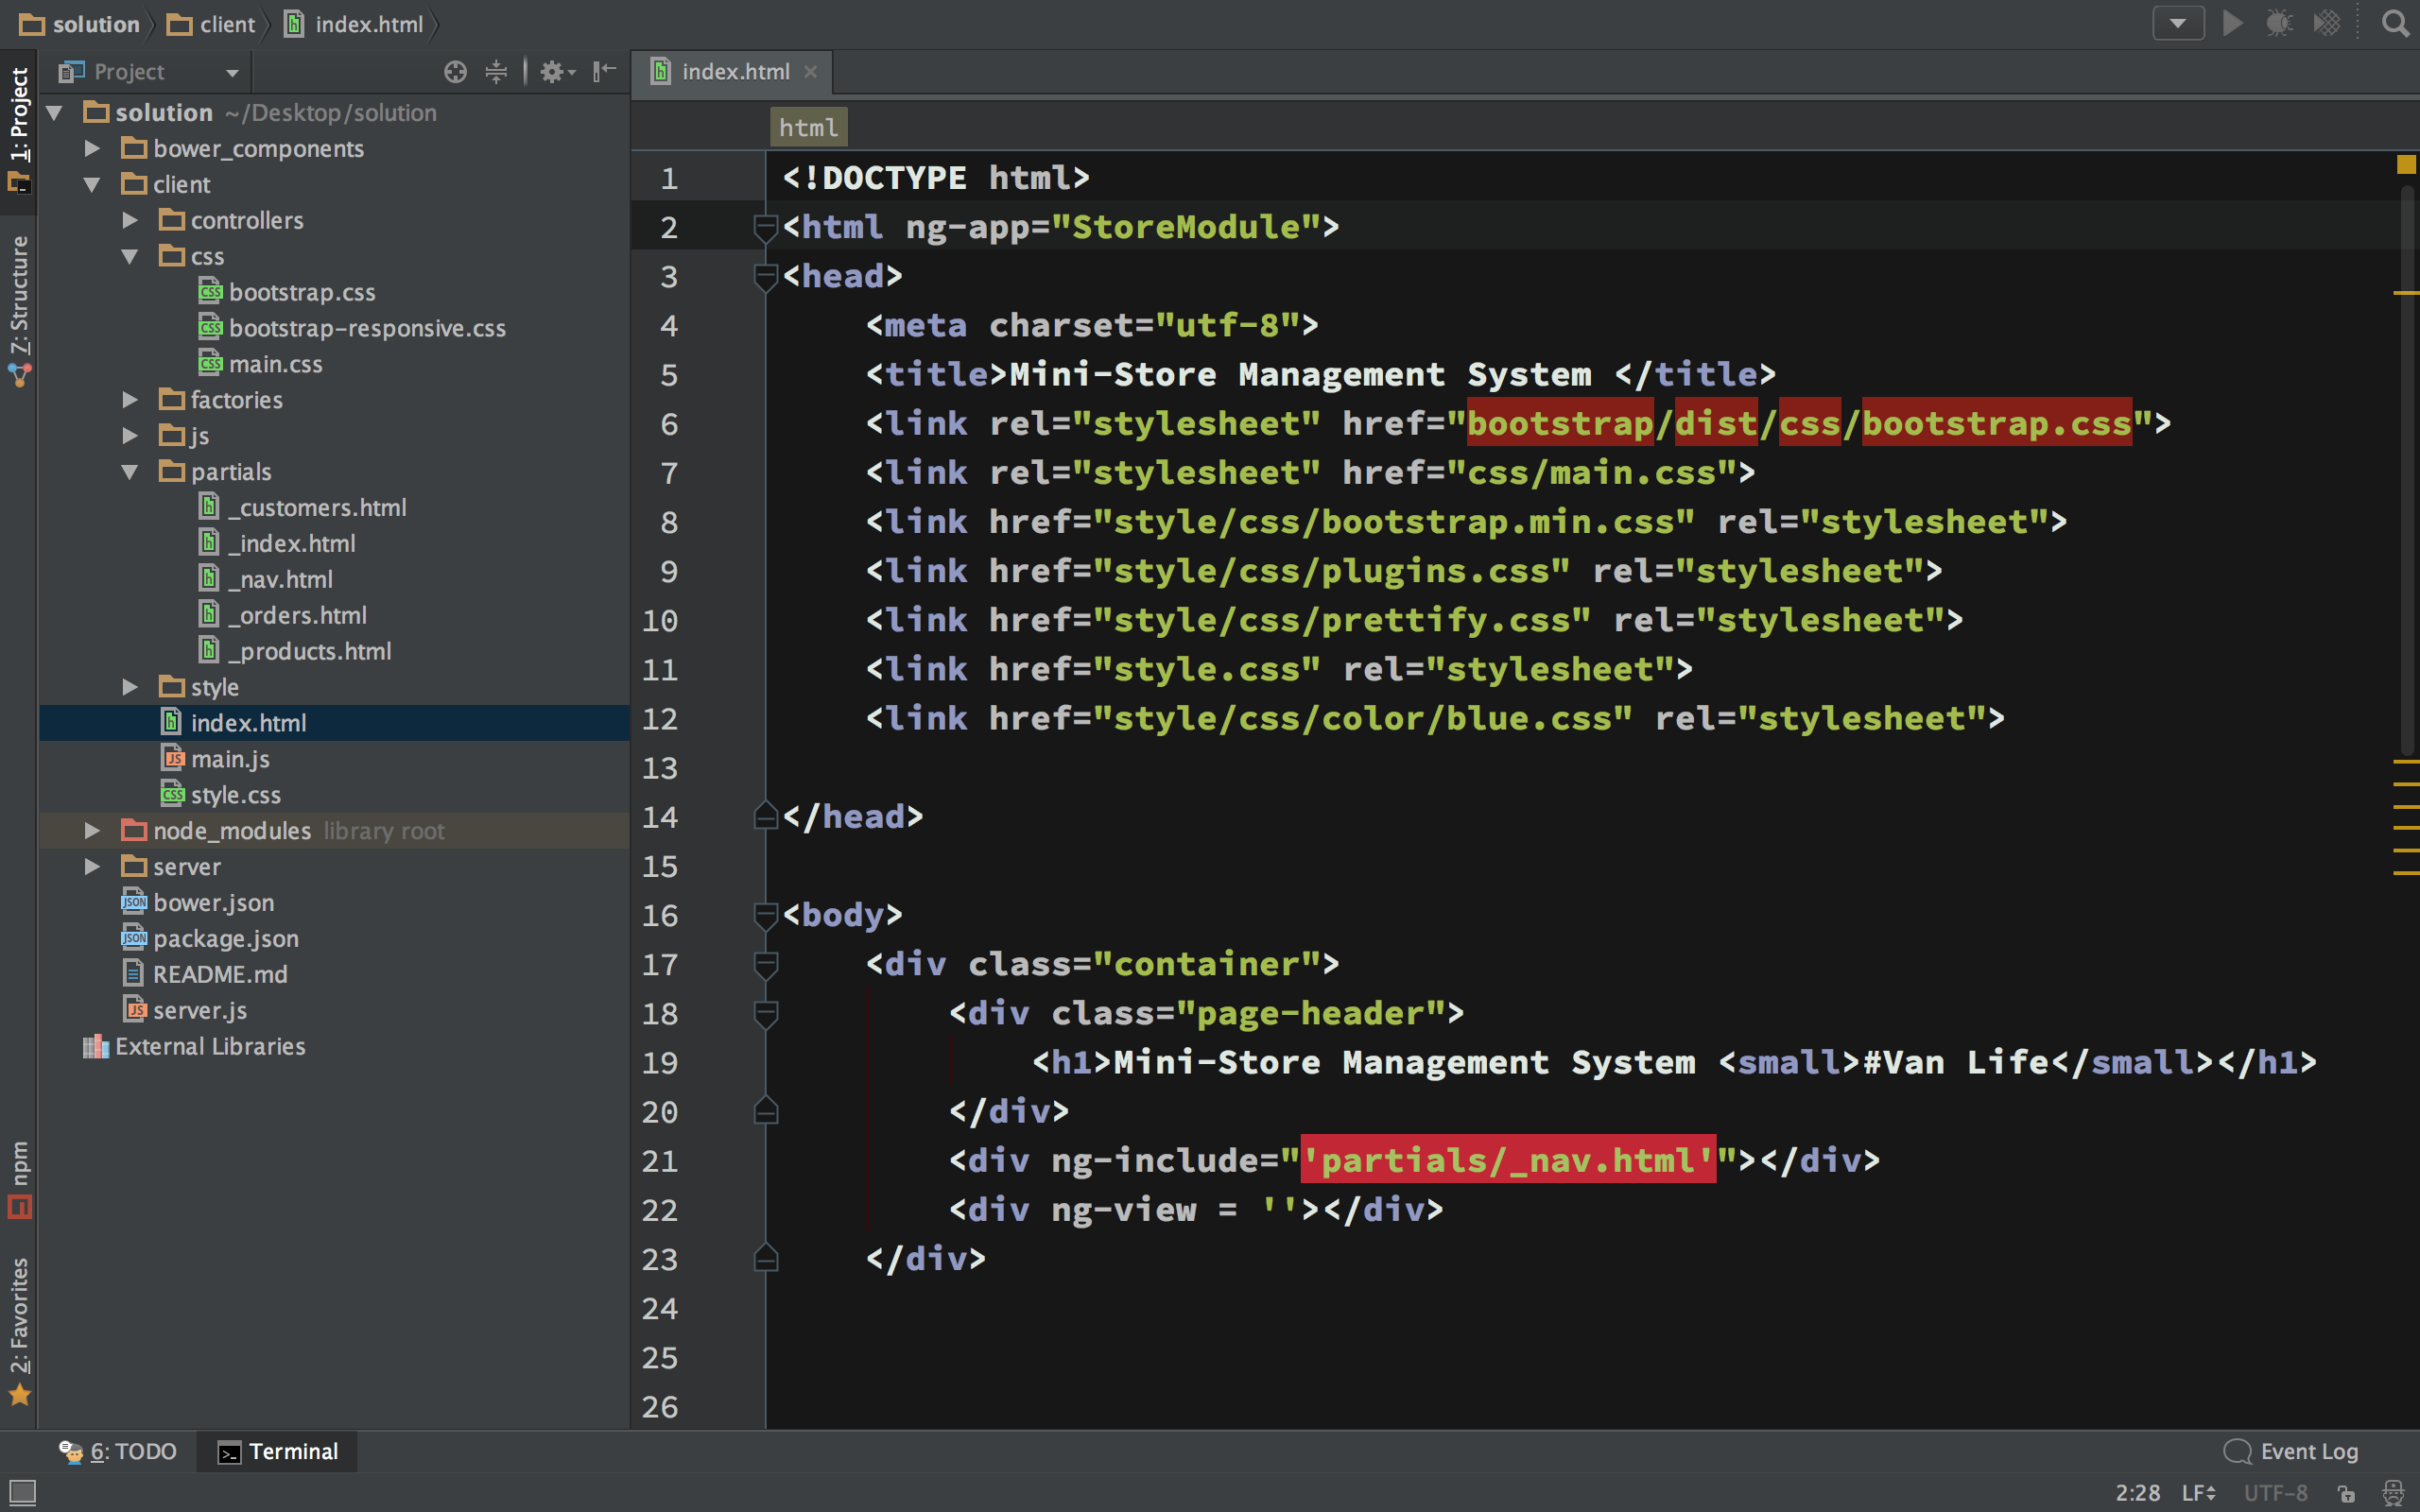 solution client index.html
Project
index.html
1: Project
7: Structure
npm
2: Favorites
solution ~/Desktop/solution
bower_components
client
controllers
css
bootstrap.css
bootstrap-responsive.css
main.css
factories
js
partials
_customers.html
_index.html
_nav.html
_orders.html
_products.html
style
index.html
main.js
style.css
node_modules library root
server
bower.json
package.json
README.md
server.js
External Libraries
html
1 <!DOCTYPE html>
2 <html ng-app="StoreModule">
3 <head>
4 <meta charset="utf-8">
5 <title>Mini-Store Management System </title>
6 <link rel="stylesheet" href="bootstrap/dist/css/bootstrap.css">
7 <link rel="stylesheet" href="css/main.css">
8 <link href="style/css/bootstrap.min.css" rel="stylesheet">
9 <link href="style/css/plugins.css" rel="stylesheet">
10 <link href="style/css/prettify.css" rel="stylesheet">
11 <link href="style.css" rel="stylesheet">
12 <link href="style/css/color/blue.css" rel="stylesheet">
13
14 </head>
15
16 <body>
17 <div class="container">
18 <div class="page-header">
19 <h1>Mini-Store Management System <small>#Van Life</small></h1>
20 </div>
21 <div ng-include="'partials/_nav.html'"></div>
22 <div ng-view = ''></div>
23 </div>
24
25
26
6: TODO Terminal Event Log
2:28 LF UTF-8